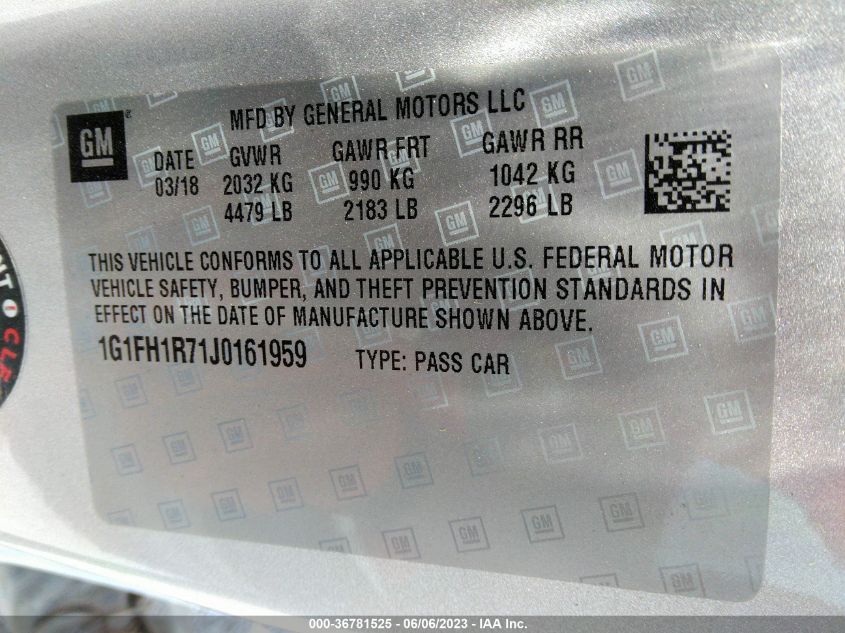 MFD BY GENERAL MOTORS LLC
GM
DATE GVWR GAWR FRT GAWR RR
03/18 2032 KG 990 KG 1042 KG
4479 LB 2183 LB 2296 LB
THIS VEHICLE CONFORMS TO ALL APPLICABLE U.S. FEDERAL MOTOR
VEHICLE SAFETY, BUMPER, AND THEFT PREVENTION STANDARDS IN
EFFECT ON THE DATE OF MANUFACTURE SHOWN ABOVE.
1G1FH1R71J0161959 TYPE: PASS CAR
000-36781525 - 06/06/2023 - IAA Inc.